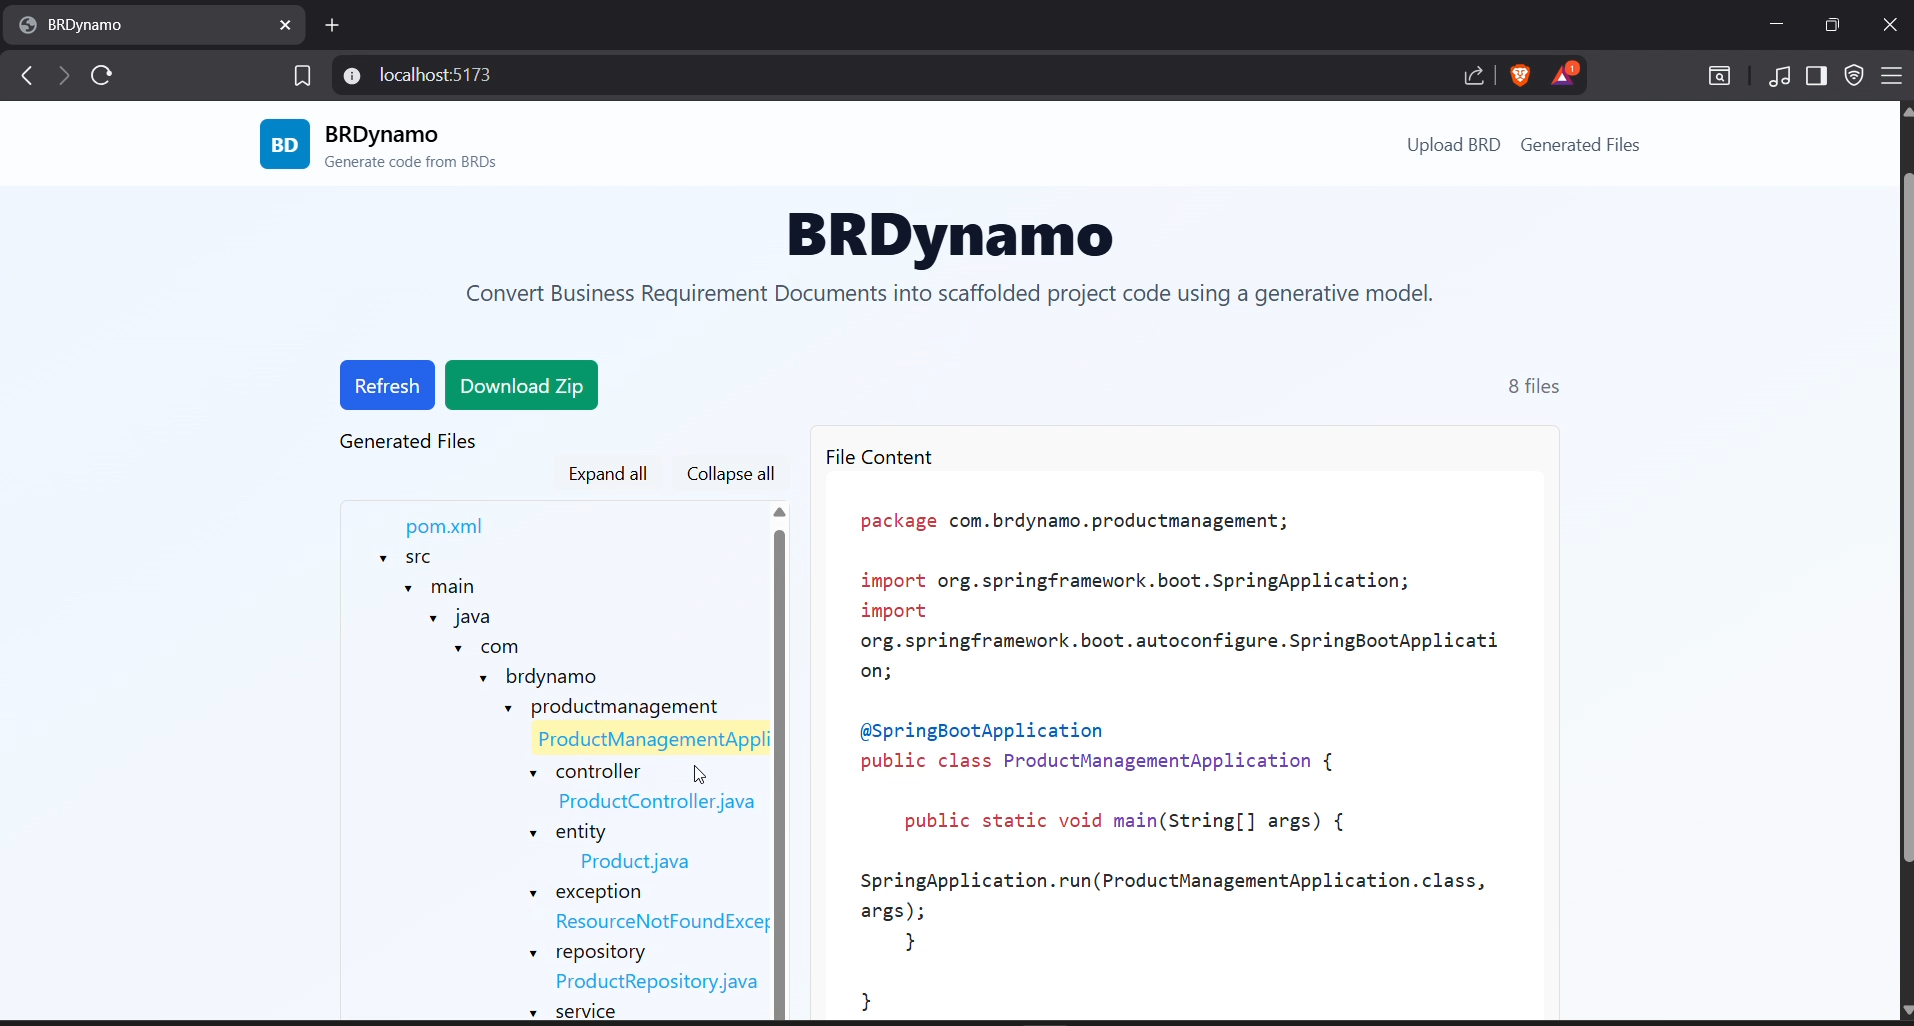 BRDynamo
localhost:5173
1
BD
BRDynamo
Generate code from BRDs
Upload BRD
Generated Files
BRDynamo
Convert Business Requirement Documents into scaffolded project code using a generative model.
Refresh
Download Zip
8 files
Generated Files
Expand all
Collapse all
pom.xml
src
main
java
com
brdynamo
productmanagement
ProductManagementAppli
controller
ProductController.java
entity
Product.java
exception
ResourceNotFoundExcep
repository
ProductRepository.java
service
File Content
package com.brdynamo.productmanagement;
import org.springframework.boot.SpringApplication;
import
org.springframework.boot.autoconfigure.SpringBootApplicati
on;
@SpringBootApplication
public class ProductManagementApplication {
public static void main(String[] args) {
SpringApplication.run(ProductManagementApplication.class,
args);
}
}